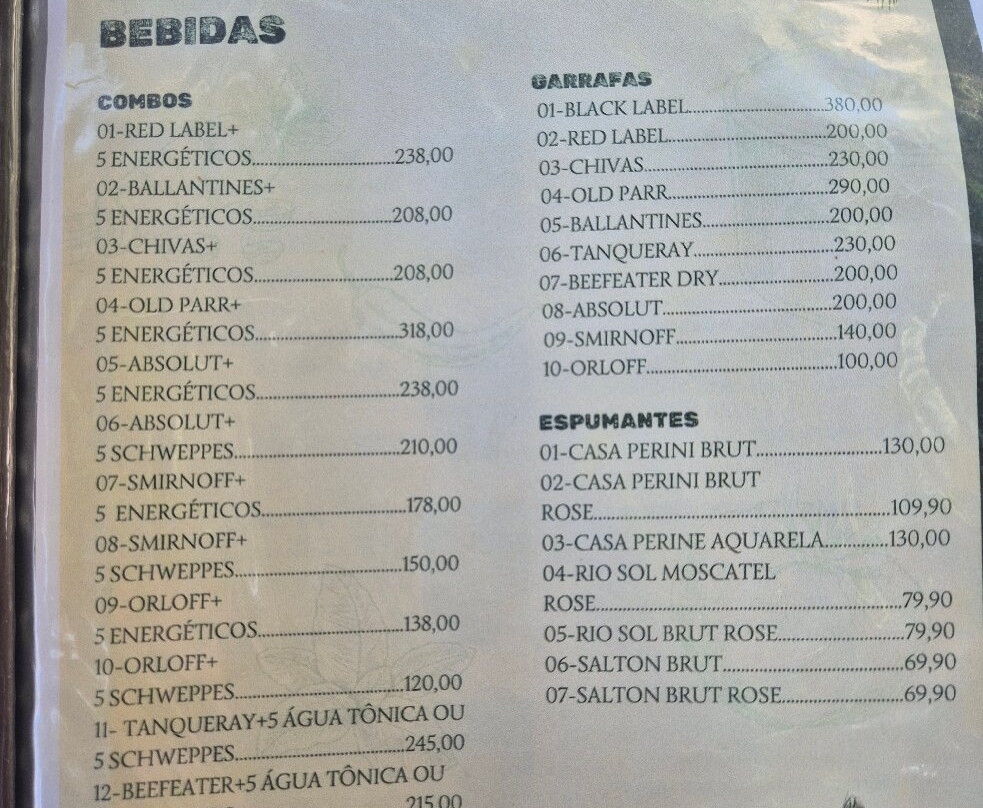 BEBIDAS
COMBOS
01-RED LABEL+
5 ENERGÉTICOS..........................238,00
02-BALLANTINES+
5 ENERGÉTICOS..........................208,00
03-CHIVAS+
5 ENERGÉTICOS..........................208,00
04-OLD PARR+
5 ENERGÉTICOS..........................318,00
05-ABSOLUT+
5 ENERGÉTICOS..........................238,00
06-ABSOLUT+
5 SCHWEPPES..............................210,00
07-SMIRNOFF+
5 ENERGÉTICOS..........................178,00
08-SMIRNOFF+
5 SCHWEPPES..............................150,00
09-ORLOFF+
5 ENERGÉTICOS..........................138,00
10-ORLOFF+
5 SCHWEPPES..............................120,00
11- TANQUERAY+5 ÁGUA TÔNICA OU
5 SCHWEPPES..............................245,00
12-BEEFEATER+5 ÁGUA TÔNICA OU
215,00
GARRAFAS
01-BLACK LABEL........................380,00
02-RED LABEL............................200,00
03-CHIVAS.................................230,00
04-OLD PARR.............................290,00
05-BALLANTINES......................200,00
06-TANQUERAY........................230,00
07-BEEFEATER DRY...................200,00
08-ABSOLUT..............................200,00
09-SMIRNOFF............................140,00
10-ORLOFF.................................100,00
ESPUMANTES
01-CASA PERINI BRUT.......................130,00
02-CASA PERINI BRUT
ROSE.....................................................109,90
03-CASA PERINE AQUARELA............130,00
04-RIO SOL MOSCATEL
ROSE.......................................................79,90
05-RIO SOL BRUT ROSE.......................79,90
06-SALTON BRUT................................69,90
07-SALTON BRUT ROSE......................69,90